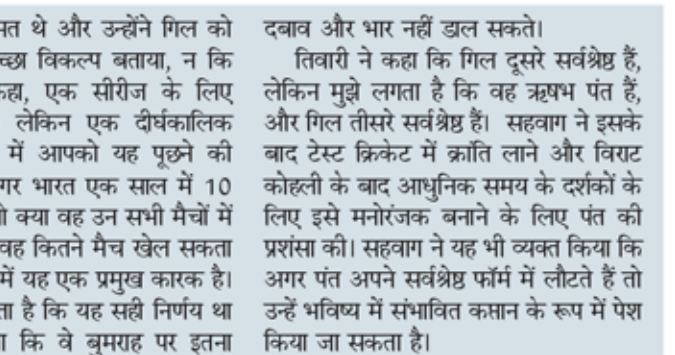 मत थे और उन्होंने गिल को
च्छा विकल्प बताया, न कि
कहा, एक सीरीज के लिए
लेकिन एक दीर्घकालिक
में आपको यह पूछने की
गर भारत एक साल में 10
क्या वह उन सभी मैचों में
वह कितने मैच खेल सकता
में यह एक प्रमुख कारक है।
ता है कि यह सही निर्णय था
कि वे बुमराह पर इतना
दबाव और भार नहीं डाल सकते।
तिवारी ने कहा कि गिल दूसरे सर्वश्रेष्ठ हैं,
लेकिन मुझे लगता है कि वह ऋषभ पंत हैं,
और गिल तीसरे सर्वश्रेष्ठ हैं। सहवाग ने इसके
बाद टेस्ट क्रिकेट में क्रांति लाने और विराट
कोहली के बाद आधुनिक समय के दर्शकों के
लिए इसे मनोरंजक बनाने के लिए पंत की
प्रशंसा की। सहवाग ने यह भी व्यक्त किया कि
अगर पंत अपने सर्वश्रेष्ठ फॉर्म में लौटते हैं तो
उन्हें भविष्य में संभावित कप्तान के रूप में पेश
किया जा सकता है।